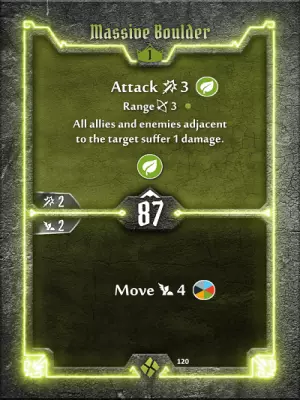 Massive Boulder
1
Attack 3
Range 3
All allies and enemies adjacent
to the target suffer 1 damage.
2
87
2
Move 4
120